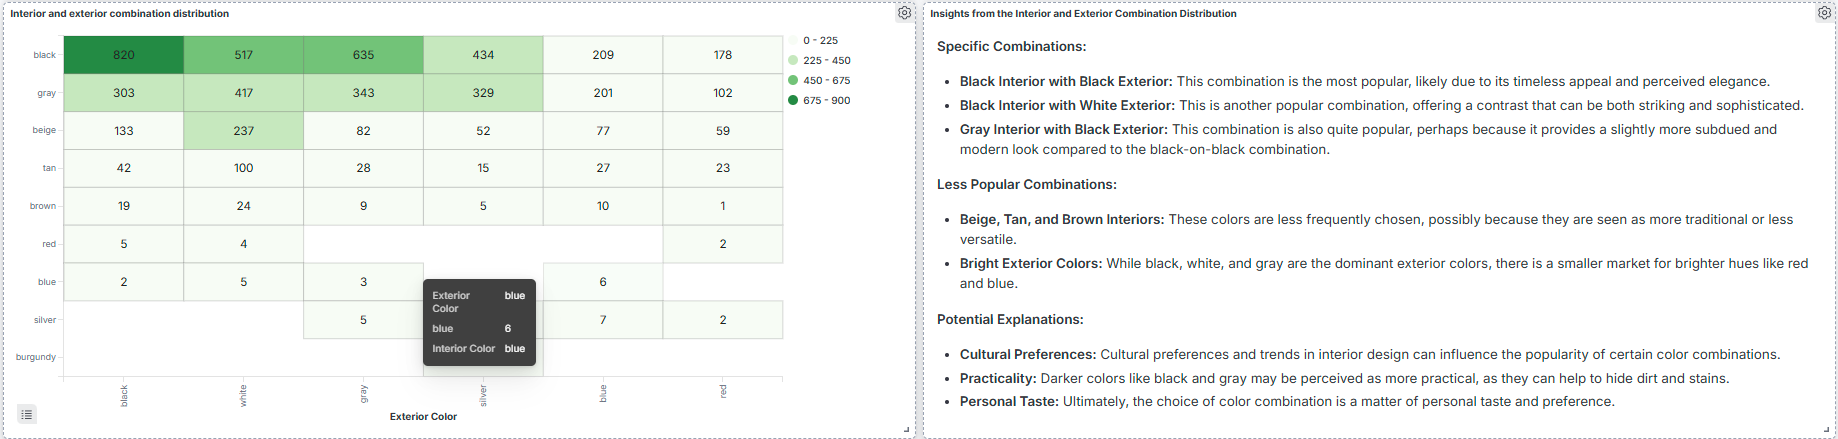 Interior and exterior combination distribution
black 820 517 635 434 209 178
gray 303 417 343 329 201 102
beige 133 237 82 52 77 59
tan 42 100 28 15 27 23
brown 19 24 9 5 10 1
red 5 4 2
blue 2 5 3 6
silver 5 7 2
burgundy
black white gray silver blue red
Exterior Color
0 - 225
225 - 450
450 - 675
675 - 900
Exterior Color blue
blue 6
Interior Color blue
Insights from the Interior and Exterior Combination Distribution
Specific Combinations:
• Black Interior with Black Exterior: This combination is the most popular, likely due to its timeless appeal and perceived elegance.
• Black Interior with White Exterior: This is another popular combination, offering a contrast that can be both striking and sophisticated.
• Gray Interior with Black Exterior: This combination is also quite popular, perhaps because it provides a slightly more subdued and
modern look compared to the black-on-black combination.
Less Popular Combinations:
• Beige, Tan, and Brown Interiors: These colors are less frequently chosen, possibly because they are seen as more traditional or less
versatile.
• Bright Exterior Colors: While black, white, and gray are the dominant exterior colors, there is a smaller market for brighter hues like red
and blue.
Potential Explanations:
• Cultural Preferences: Cultural preferences and trends in interior design can influence the popularity of certain color combinations.
• Practicality: Darker colors like black and gray may be perceived as more practical, as they can help to hide dirt and stains.
• Personal Taste: Ultimately, the choice of color combination is a matter of personal taste and preference.